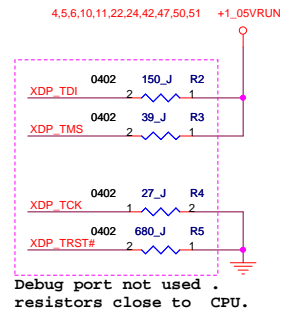 4,5,6,10,11,22,24,42,47,50,51 +1_05VRUN
0402 150_J R2
XDP_TDI 2 1
0402 39_J R3
XDP_TMS 2 1
0402 27_J R4
XDP_TCK 1 2
0402 680_J R5
XDP_TRST# 2 1
Debug port not used .
resistors close to CPU.